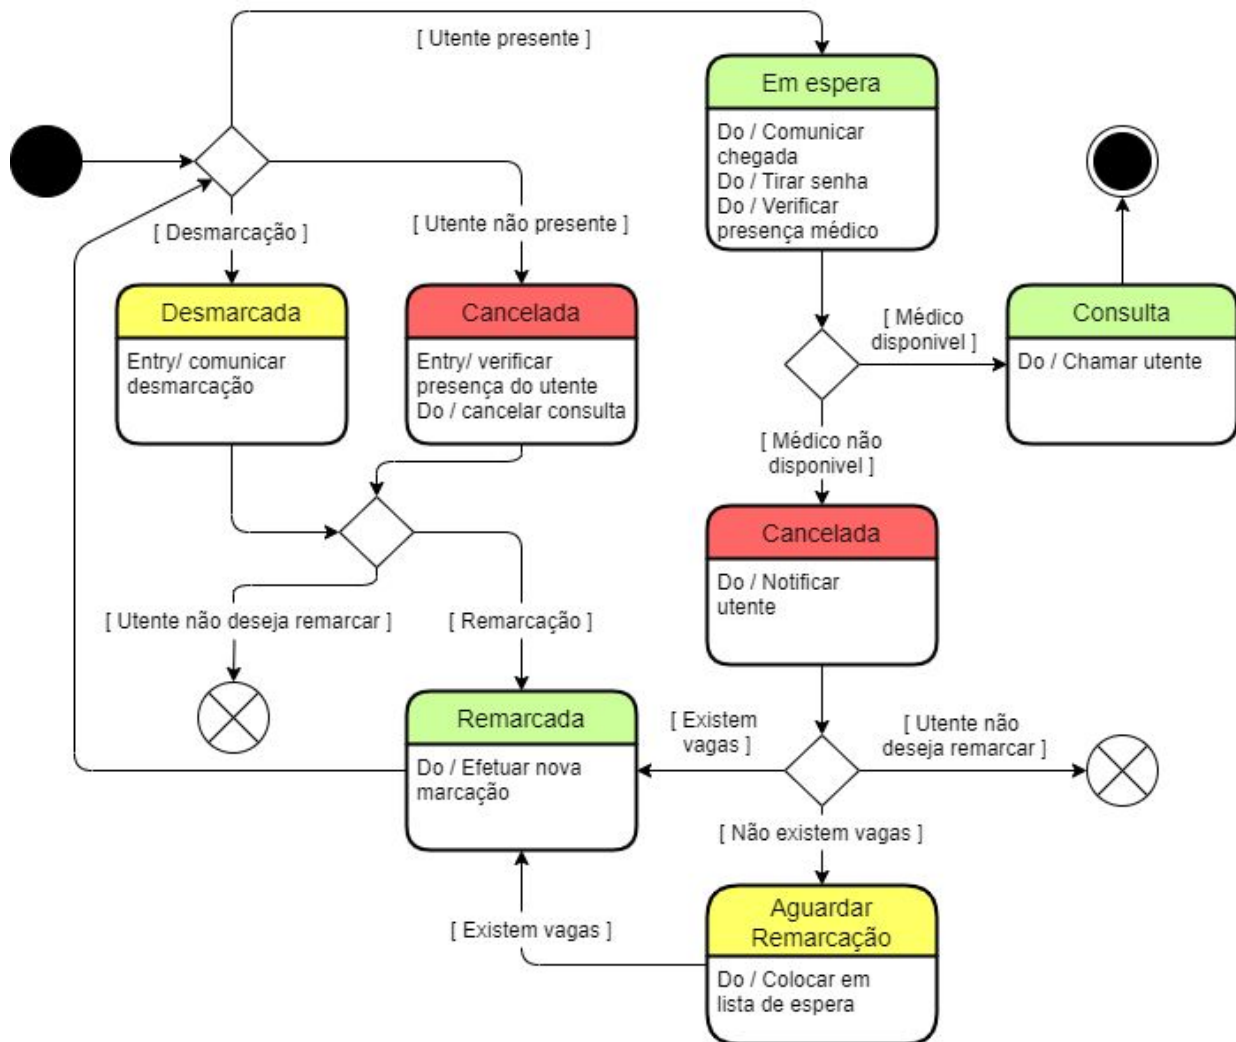 [ Utente presente ]
Em espera
Do / Comunicar
chegada
Do / Tirar senha
Do / Verificar
presença médico
[ Desmarcação ]
[ Utente não presente ]
Desmarcada
Entry/ comunicar
desmarcação
Cancelada
Entry/ verificar
presença do utente
Do / cancelar consulta
[ Médico
disponivel ]
Consulta
Do / Chamar utente
[ Médico não
disponivel ]
Cancelada
Do / Notificar
utente
[ Utente não deseja remarcar ]
[ Remarcação ]
Remarcada
Do / Efetuar nova
marcação
[ Existem
vagas ]
[ Utente não
deseja remarcar ]
[ Não existem vagas ]
[ Existem vagas ]
Aguardar
Remarcação
Do / Colocar em
lista de espera